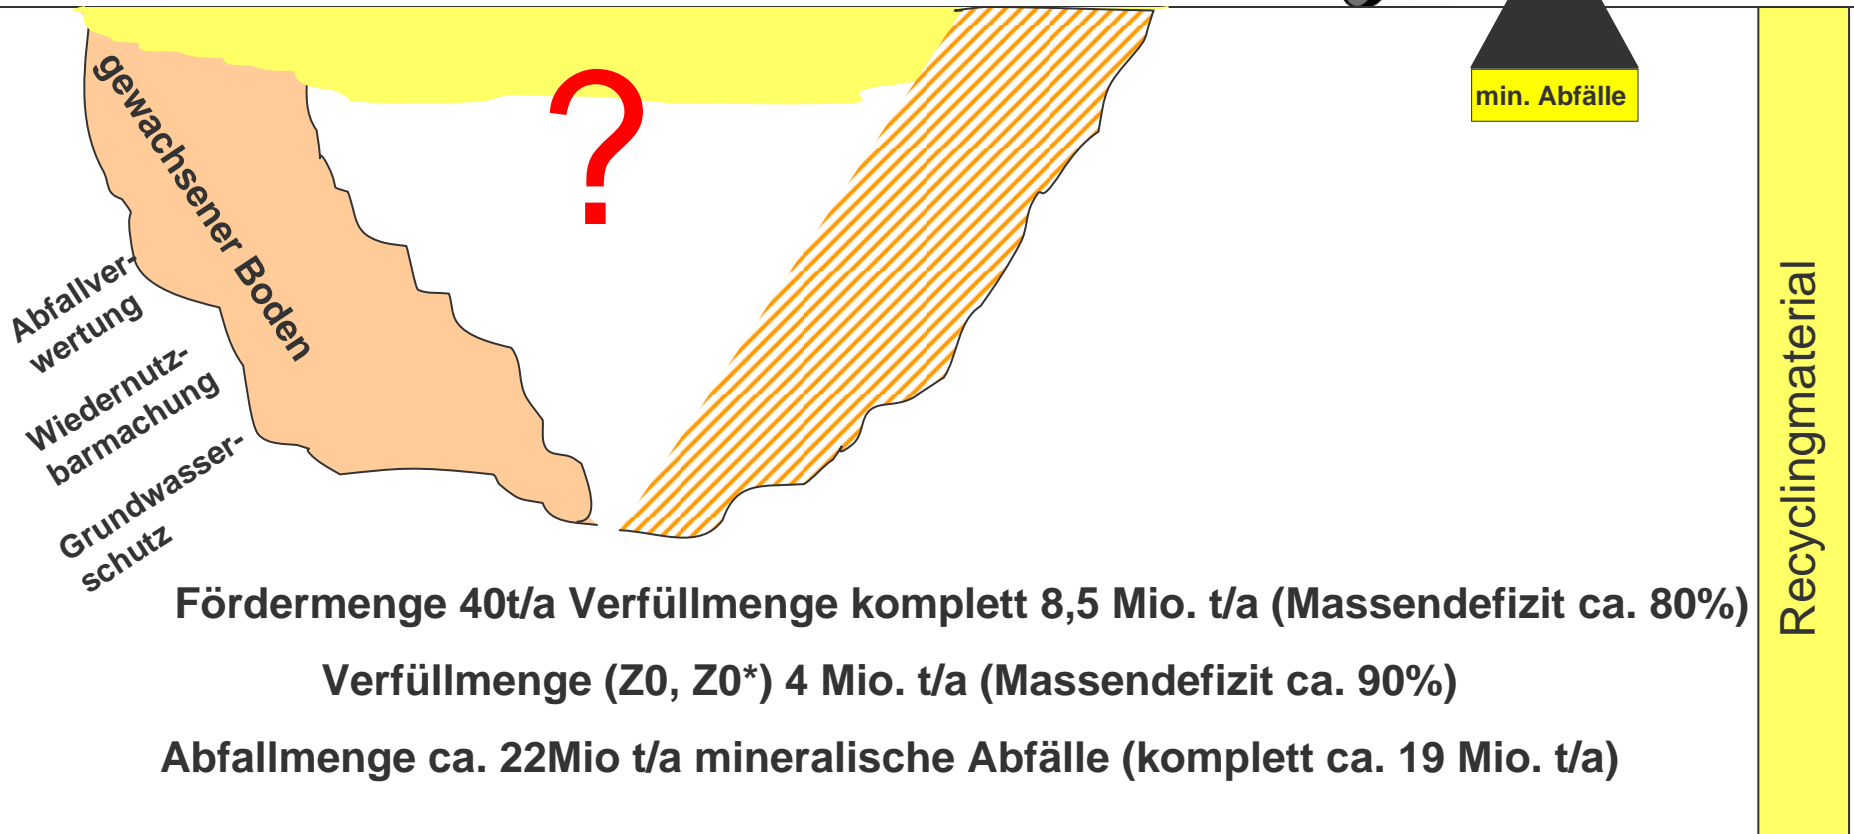 min. Abfälle
gewachsener Boden
?
Abfallver-
wertung
Wiedernutz-
barmachung
Grundwasser-
schutz
Recyclingmaterial
Fördermenge 40t/a Verfüllmenge komplett 8,5 Mio. t/a (Massendefizit ca. 80%)
Verfüllmenge (Z0, Z0*) 4 Mio. t/a (Massendefizit ca. 90%)
Abfallmenge ca. 22Mio t/a mineralische Abfälle (komplett ca. 19 Mio. t/a)